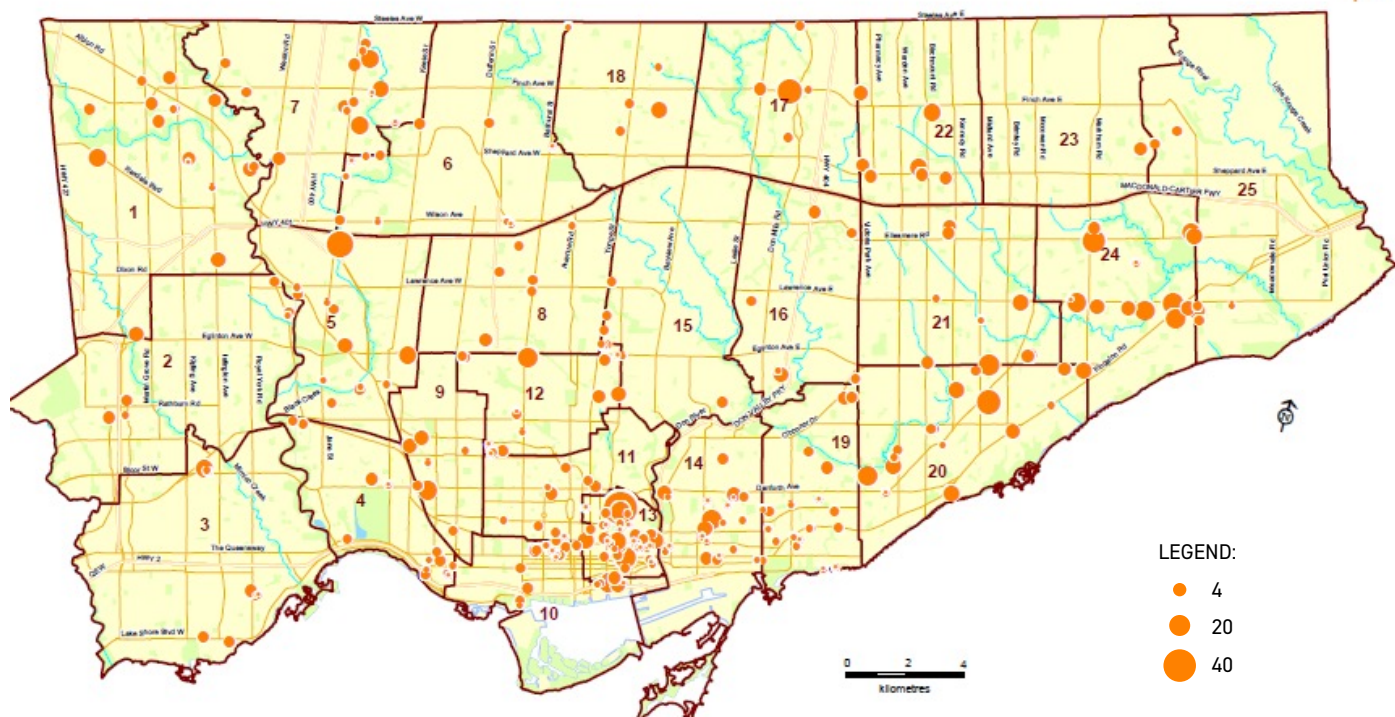 Steeles Ave W
Steeles Ave E
Albion Rd
Weston Rd
Keele St
Dufferin St
Bathurst St
Finch Ave W
18
7
17
Pharmacy Ave
Warden Ave
Birchmount Rd
Kennedy Rd
Midland Ave
Brimley Rd
McCowan Rd
Markham Rd
Finch Ave E
22
23
Rouge River
Little Rouge Creek
HWY 427
Rexdale Blvd
HWY 400
6
Sheppard Ave W
HWY 404
Sheppard Ave E
MACDONALD-CARTIER FWY
25
1
HWY 401
Wilson Ave
Avenue Rd
Yonge St
Bayview Ave
Leslie St
Don Mills Rd
Victoria Park Ave
Ellesmere Rd
24
Meadowvale Rd
Port Union Rd
Dixon Rd
Lawrence Ave W
Lawrence Ave E
5
8
15
16
21
Eglinton Ave W
Eglinton Ave E
Kingston Rd
2
Martin Grove Rd
Kipling Ave
Islington Ave
Royal York Rd
Rathburn Rd
Black Creek
9
12
Don River
DON VALLEY PKWY
O'Connor Dr
19
N
Bloor St W
Mimico Creek
Jane St
11
14
Danforth Ave
20
3
4
13
The Queensway
HWY 2
QEW
Lake Shore Blvd W
10
LEGEND:
4
20
40
0 2 4
kilometres